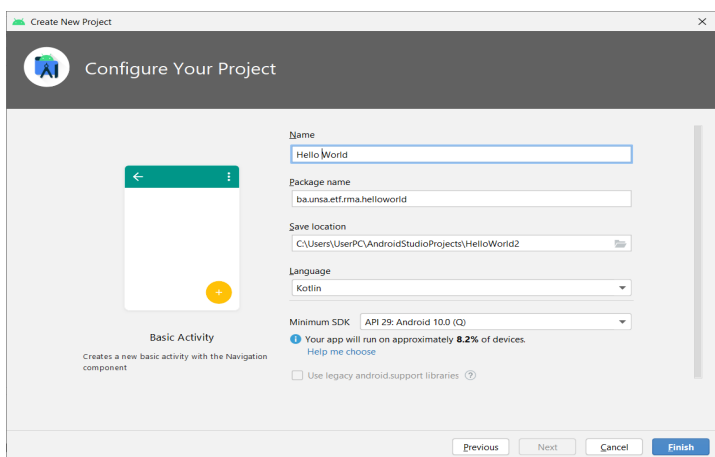 Create New Project
Configure Your Project
Name
Hello World
Package name
ba.unsa.etf.rma.helloworld
Save location
C:\Users\UserPC\AndroidStudioProjects\HelloWorld2
Language
Kotlin
Minimum SDK API 29: Android 10.0 (Q)
Your app will run on approximately 8.2% of devices.
Help me choose
Use legacy android.support libraries
Basic Activity
Creates a new basic activity with the Navigation
component
Previous Next Cancel Finish